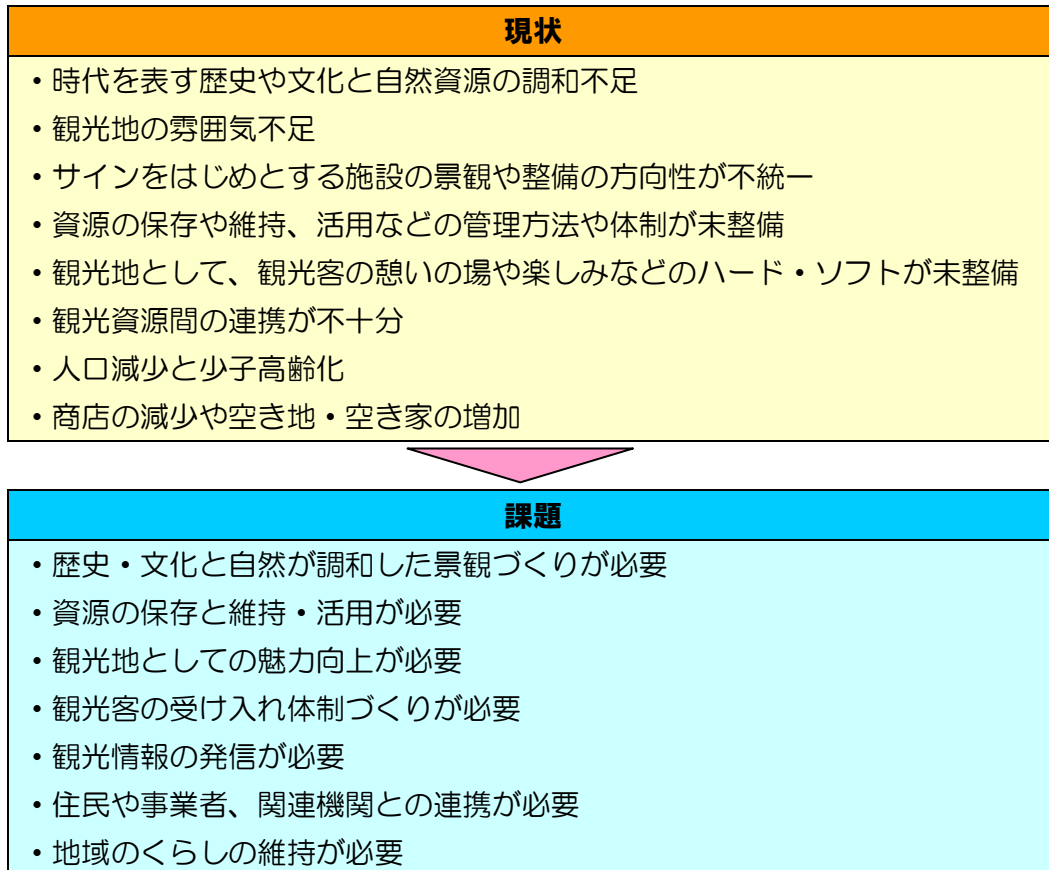 現状
・時代を表す歴史や文化と自然資源の調和不足
・観光地の雰囲気不足
・サインをはじめとする施設の景観や整備の方向性が不統一
・資源の保存や維持、活用などの管理方法や体制が未整備
・観光地として、観光客の憩いの場や楽しみなどのハード・ソフトが未整備
・観光資源間の連携が不十分
・人口減少と少子高齢化
・商店の減少や空き地・空き家の増加
課題
・歴史・文化と自然が調和した景観づくりが必要
・資源の保存と維持・活用が必要
・観光地としての魅力向上が必要
・観光客の受け入れ体制づくりが必要
・観光情報の発信が必要
・住民や事業者、関連機関との連携が必要
・地域のくらしの維持が必要